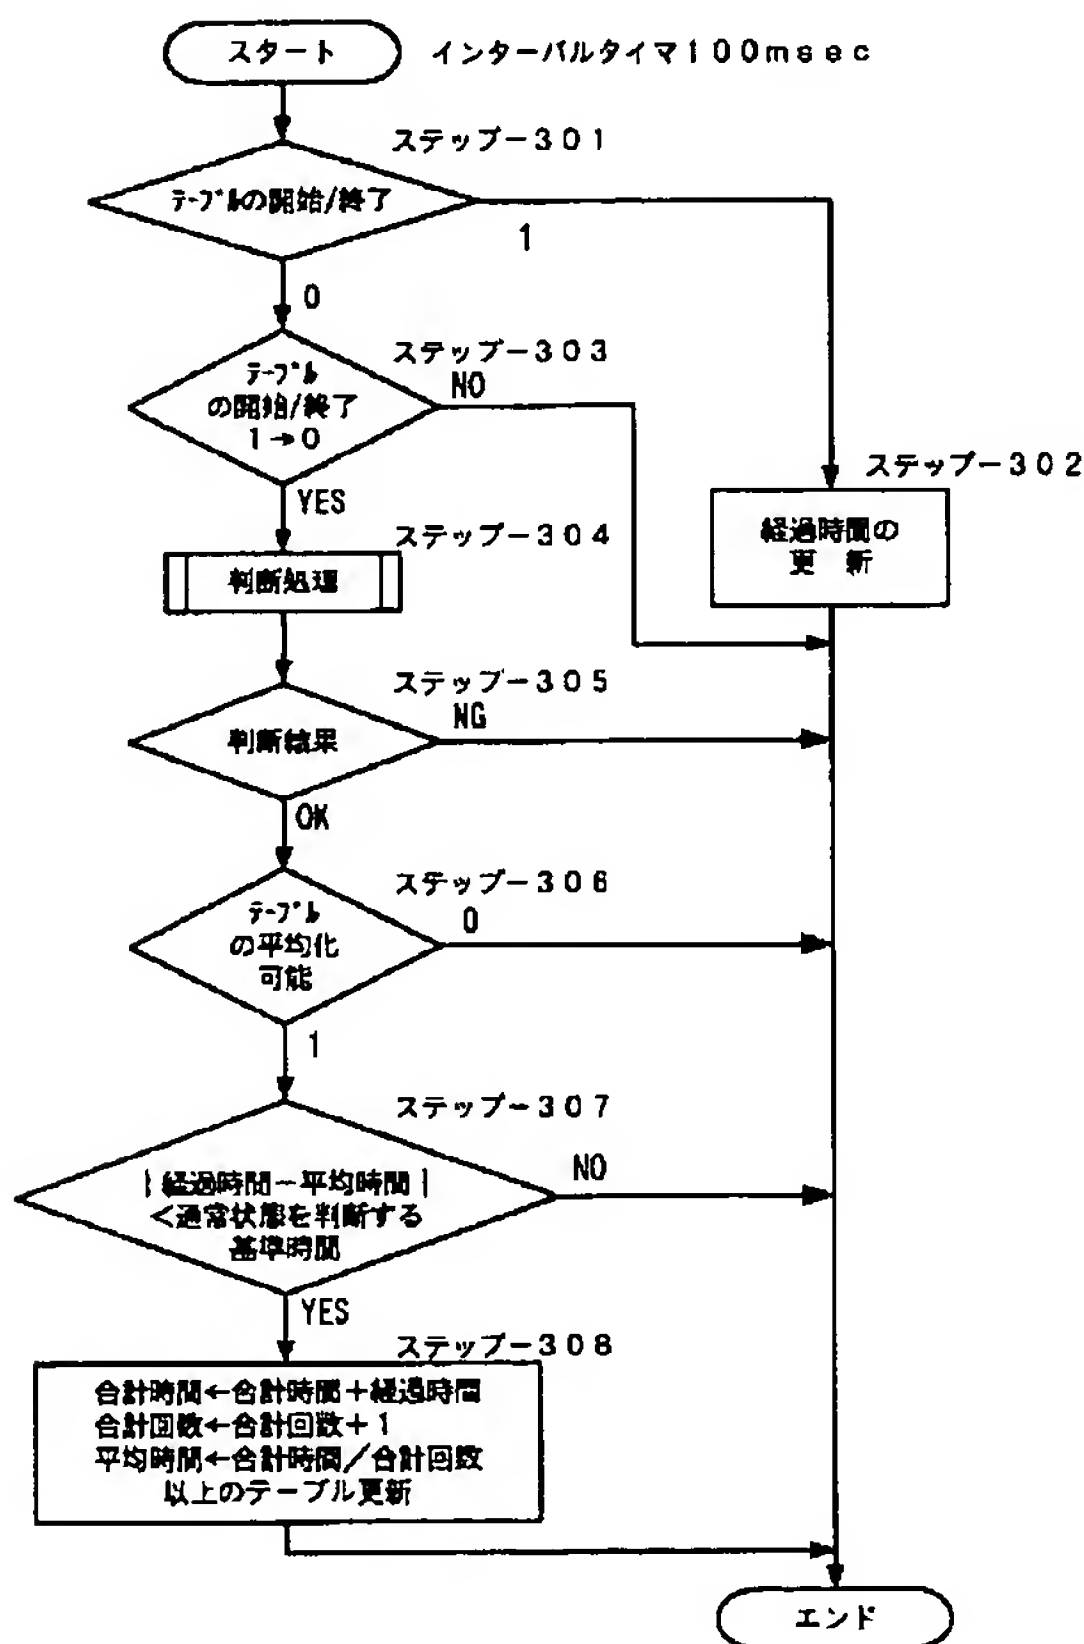 スタート
インターバルタイマ100msec
ステップ-301
ﾃｰﾌﾞﾙの開始/終了
1
0
ステップ-303
ﾃｰﾌﾞﾙ
の開始/終了
1→0
NO
YES
ステップ-302
経過時間の
更 新
ステップ-304
判断処理
ステップ-305
判断結果
NG
OK
ステップ-306
ﾃｰﾌﾞﾙ
の平均化
可能
0
1
ステップ-307
|経過時間-平均時間|
<通常状態を判断する
基準時間
NO
YES
ステップ-308
合計時間←合計時間+経過時間
合計回数←合計回数+1
平均時間←合計時間/合計回数
以上のテーブル更新
エンド